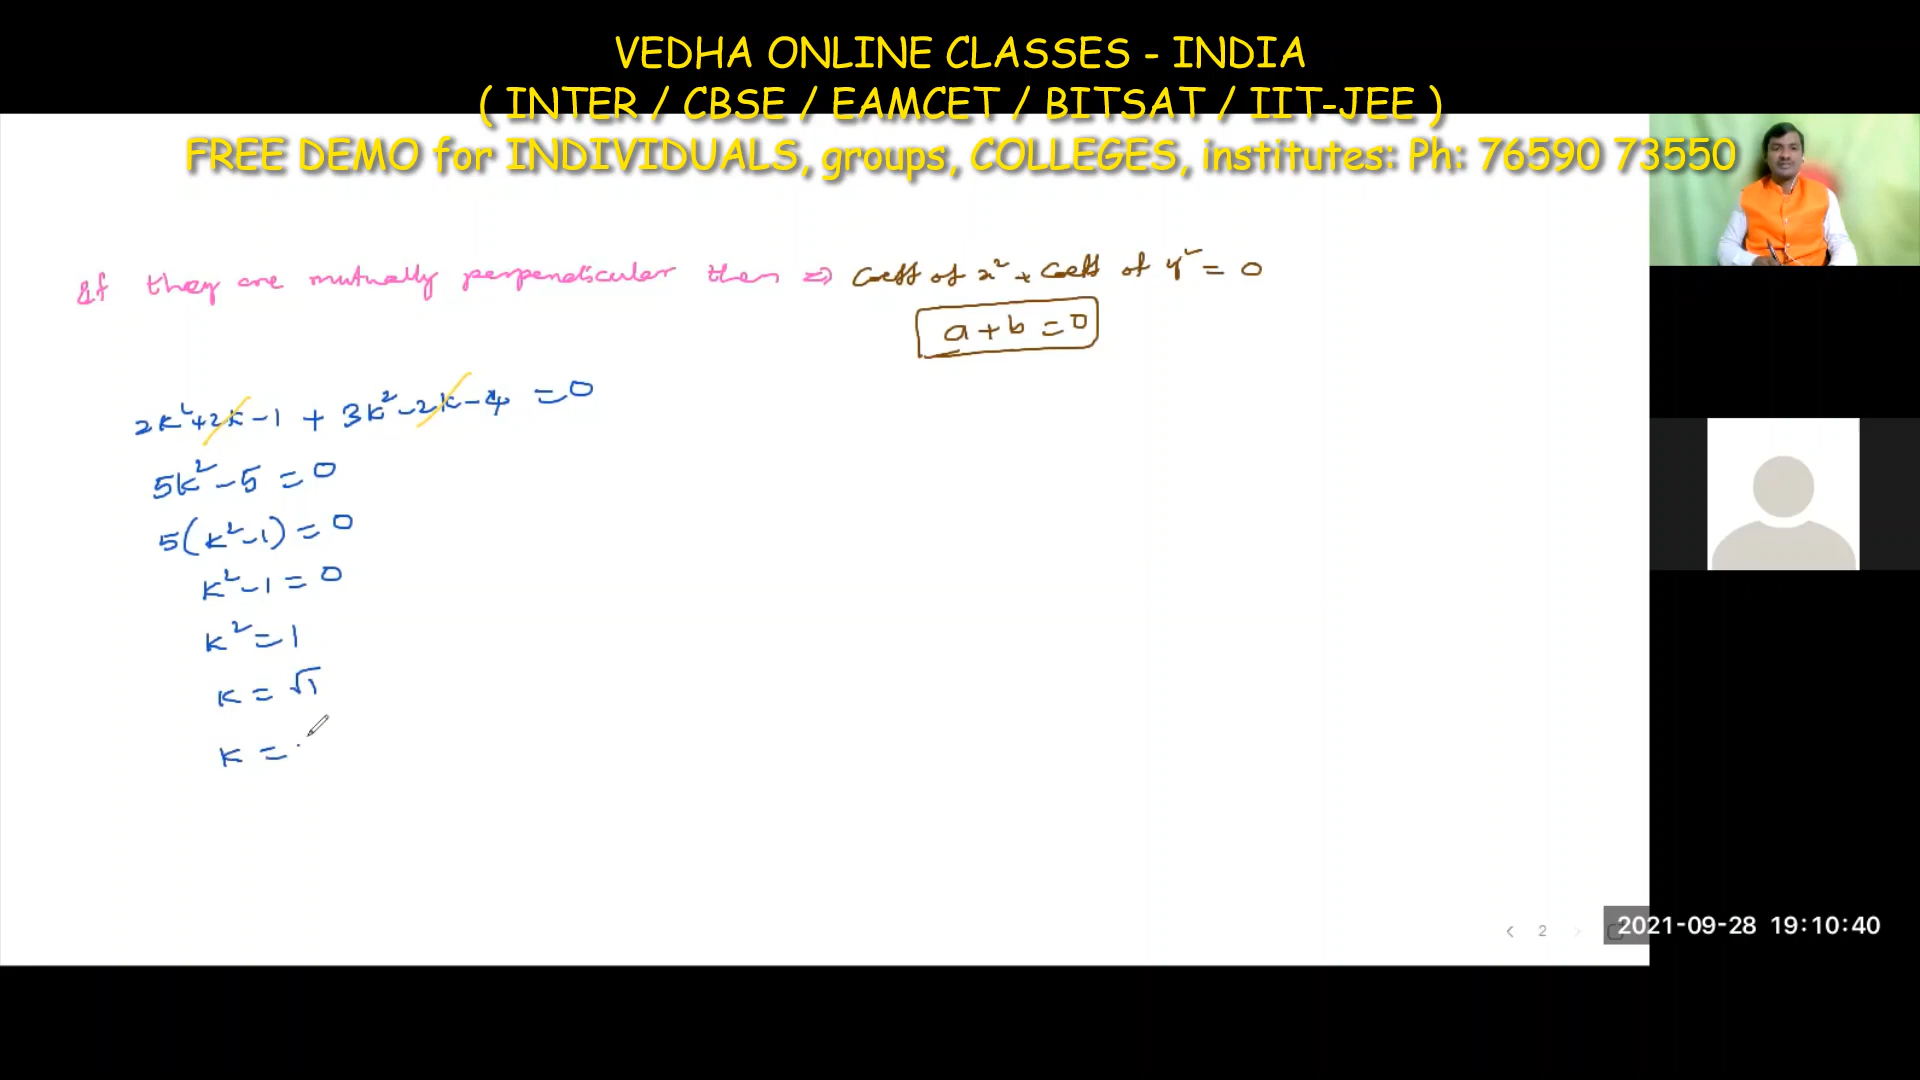 VEDHA ONLINE CLASSES - INDIA
( INTER / CBSE / EAMCET / BITSAT / IIT-JEE )
FREE DEMO for INDIVIDUALS, groups, COLLEGES, institutes: Ph: 76590 73550
If they are mutually perpendicular then ⇒ Coeff of x² + Coeff of y² = 0
a + b = 0
2k²+2k-1 + 3k²-2k-4 = 0
5k²-5 = 0
5(k²-1) = 0
k²-1 = 0
k² = 1
k = √1
k =
2
2021-09-28 19:10:40